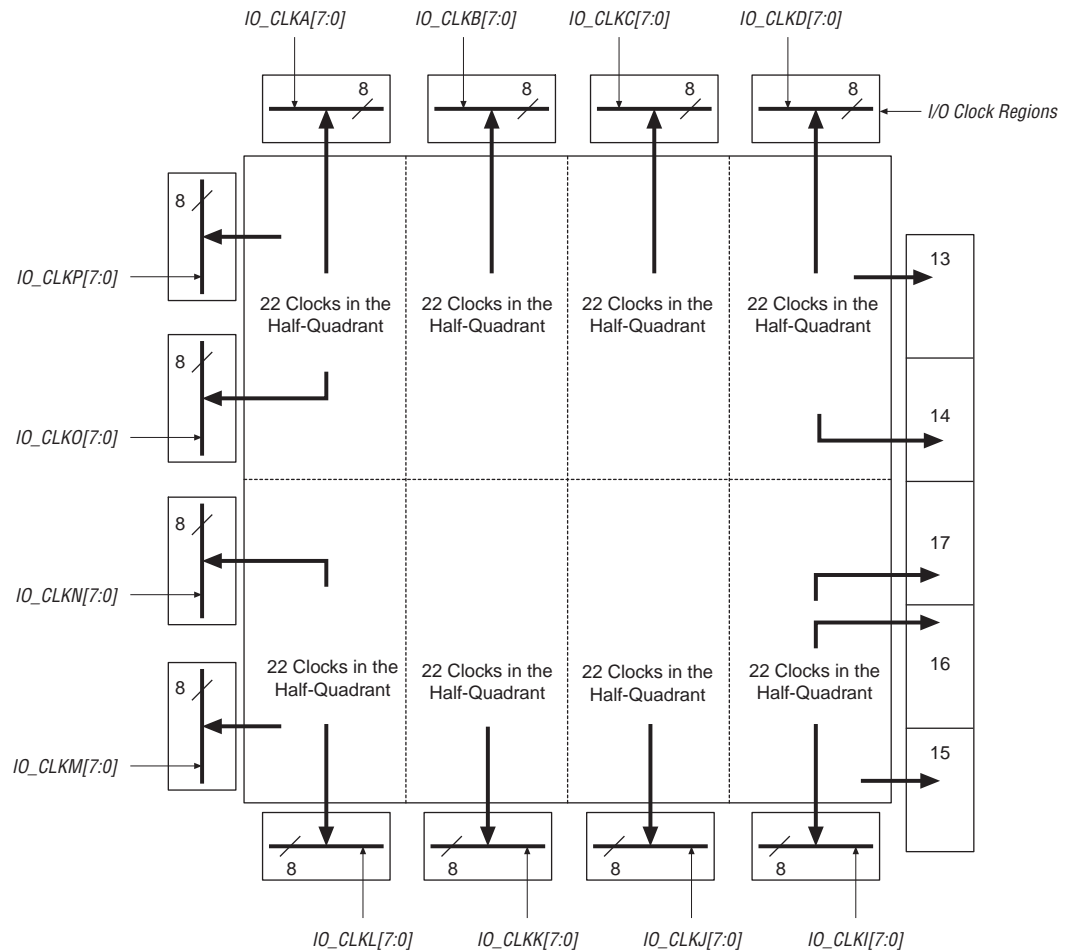 IO_CLKA[7:0]
IO_CLKB[7:0]
IO_CLKC[7:0]
IO_CLKD[7:0]
8
8
8
8
I/O Clock Regions
8
IO_CLKP[7:0]
13
22 Clocks in the
Half-Quadrant
22 Clocks in the
Half-Quadrant
22 Clocks in the
Half-Quadrant
22 Clocks in the
Half-Quadrant
8
IO_CLKO[7:0]
14
8
IO_CLKN[7:0]
17
22 Clocks in the
Half-Quadrant
22 Clocks in the
Half-Quadrant
22 Clocks in the
Half-Quadrant
22 Clocks in the
Half-Quadrant
16
8
IO_CLKM[7:0]
15
8
8
8
8
IO_CLKL[7:0]
IO_CLKK[7:0]
IO_CLKJ[7:0]
IO_CLKI[7:0]